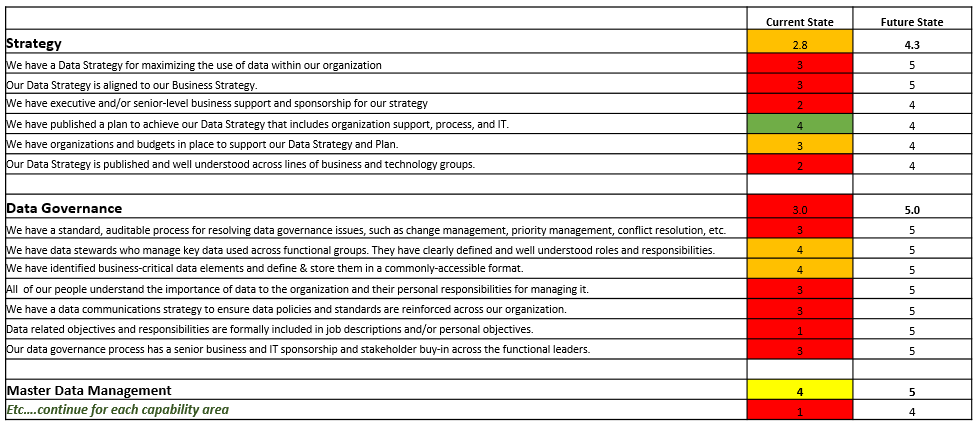 Current State Future State
Strategy 2.8 4.3
We have a Data Strategy for maximizing the use of data within our organization 3 5
Our Data Strategy is aligned to our Business Strategy. 3 5
We have executive and/or senior-level business support and sponsorship for our strategy 2 4
We have published a plan to achieve our Data Strategy that includes organization support, process, and IT. 4 4
We have organizations and budgets in place to support our Data Strategy and Plan. 3 4
Our Data Strategy is published and well understood across lines of business and technology groups. 2 4
Data Governance 3.0 5.0
We have a standard, auditable process for resolving data governance issues, such as change management, priority management, conflict resolution, etc. 3 5
We have data stewards who manage key data used across functional groups. They have clearly defined and well understood roles and responsibilities. 4 5
We have identified business-critical data elements and define & store them in a commonly-accessible format. 4 5
All of our people understand the importance of data to the organization and their personal responsibilities for managing it. 3 5
We have a data communications strategy to ensure data policies and standards are reinforced across our organization. 3 5
Data related objectives and responsibilities are formally included in job descriptions and/or personal objectives. 1 5
Our data governance process has a senior business and IT sponsorship and stakeholder buy-in across the functional leaders. 3 5
Master Data Management 4 5
Etc....continue for each capability area 1 4